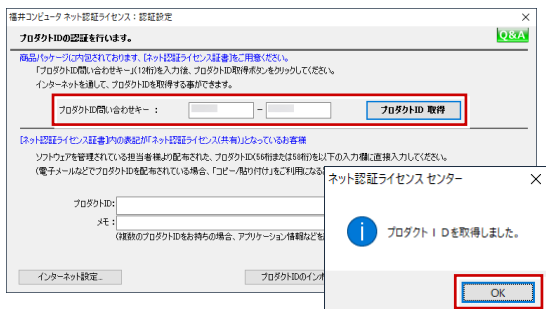 福井コンピュータ ネット認証ライセンス：認証設定
プロダクトIDの認証を行います。
Q&A
商品パッケージに内包されております、[ネット認証ライセンス証書]をご用意ください。
「プロダクトID問い合わせキー」(12桁)を入力後、プロダクトID取得ボタンをクリックしてください。
インターネットを通して、プロダクトIDを取得する事ができます。
プロダクトID問い合わせキー ： － プロダクトID 取得
[ネット認証ライセンス証書]内の表記が「ネット認証ライセンス(共有)」となっているお客様
ソフトウェアを管理されている担当者様より配布された、プロダクトID(56桁または58桁)を以下の入力欄に直接入力してください。
(電子メールなどでプロダクトIDを配布されている場合、「コピー/貼り付け」をご利用になる
プロダクトID:
メモ:
(複数のプロダクトIDをお持ちの場合、アプリケーション情報などを
インターネット設定...
プロダクトIDのインポ
ネット認証ライセンス センター
プロダクトＩＤを取得しました。
OK